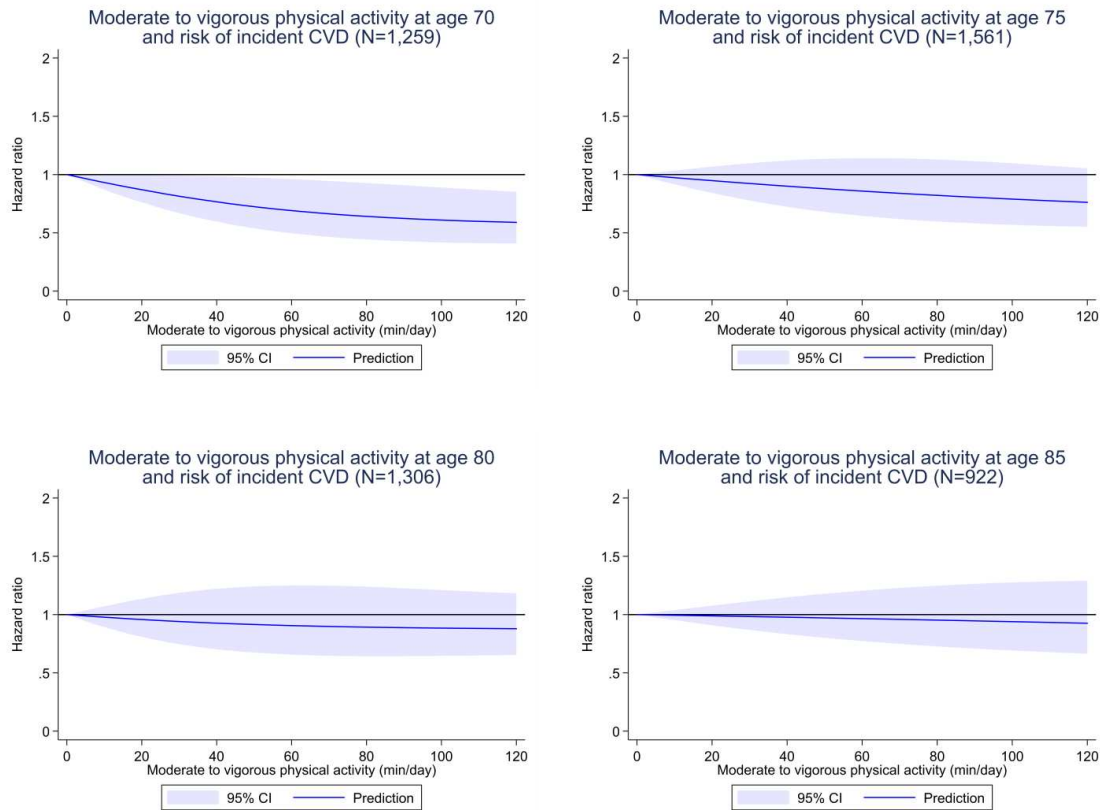 Moderate to vigorous physical activity at age 70
and risk of incident CVD (N=1,259)
2
1.5
1
.5
0
Hazard ratio
0 20 40 60 80 100 120
Moderate to vigorous physical activity (min/day)
95% CI Prediction
Moderate to vigorous physical activity at age 75
and risk of incident CVD (N=1,561)
2
1.5
1
.5
0
Hazard ratio
0 20 40 60 80 100 120
Moderate to vigorous physical activity (min/day)
95% CI Prediction
Moderate to vigorous physical activity at age 80
and risk of incident CVD (N=1,306)
2
1.5
1
.5
0
Hazard ratio
0 20 40 60 80 100 120
Moderate to vigorous physical activity (min/day)
95% CI Prediction
Moderate to vigorous physical activity at age 85
and risk of incident CVD (N=922)
2
1.5
1
.5
0
Hazard ratio
0 20 40 60 80 100 120
Moderate to vigorous physical activity (min/day)
95% CI Prediction